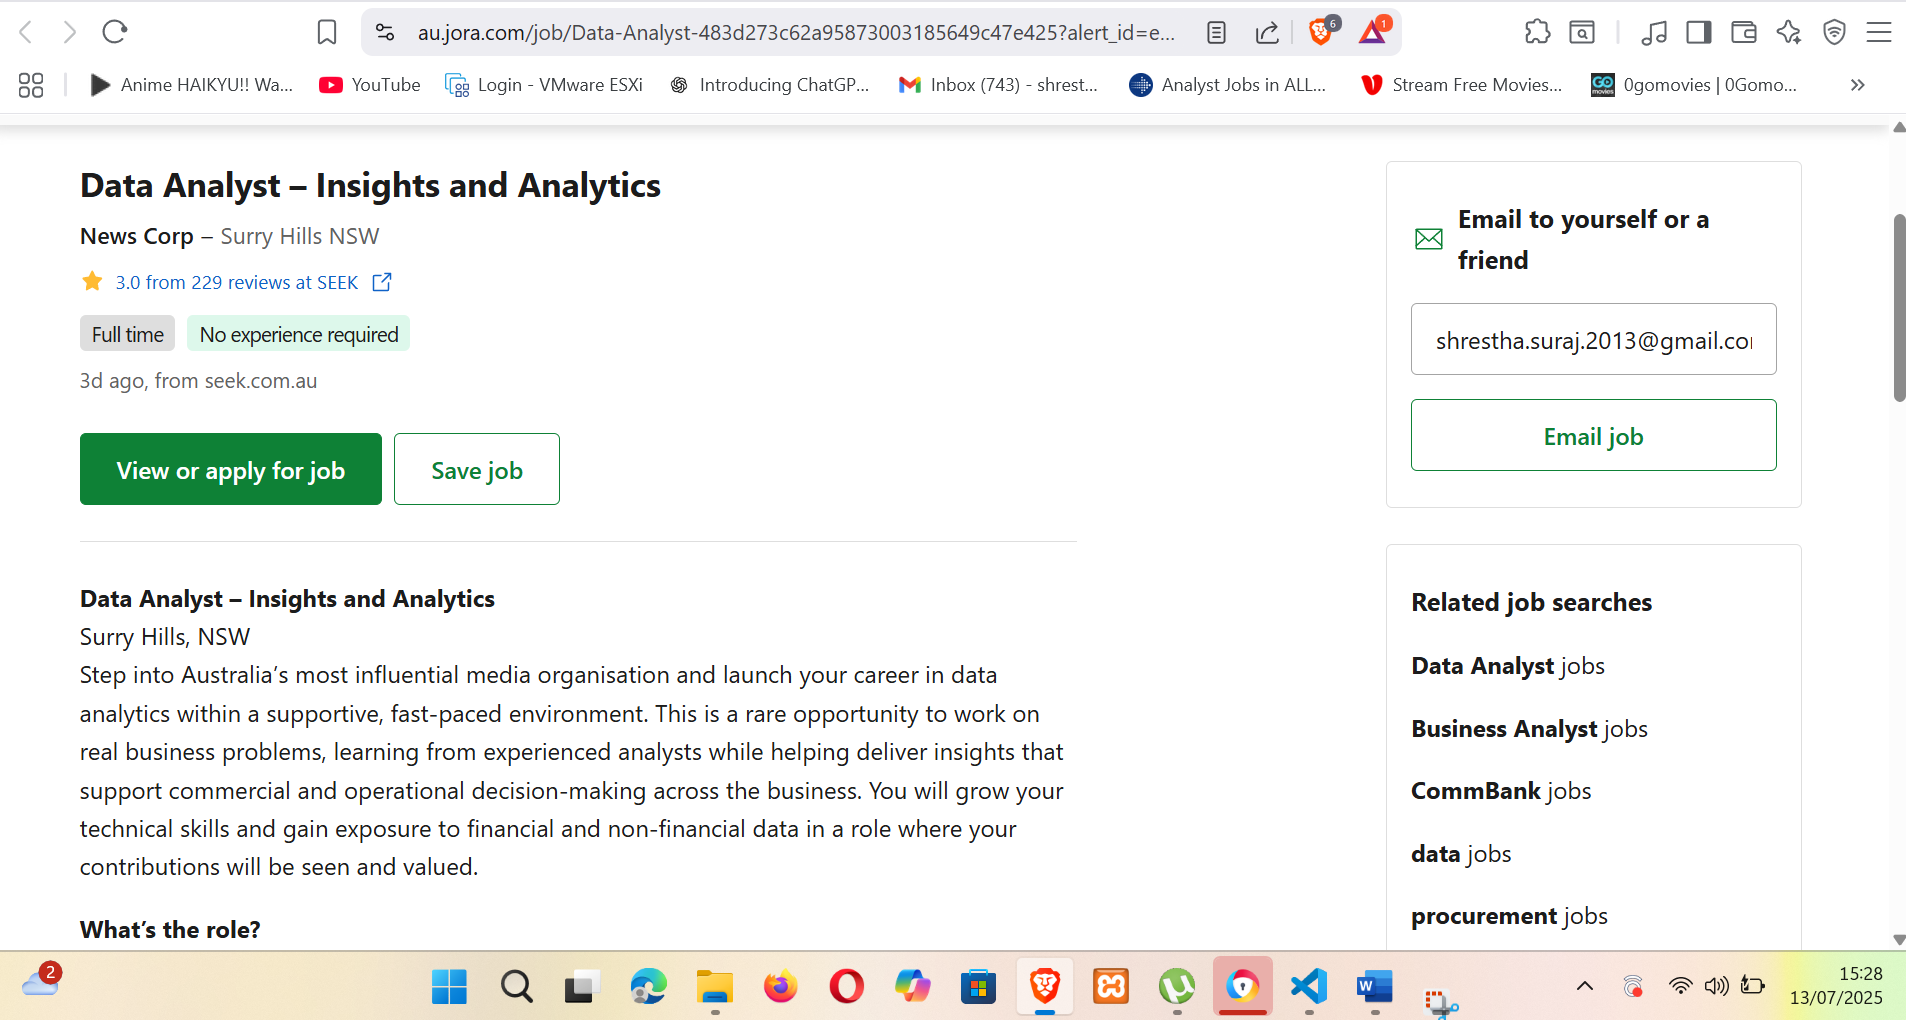 au.jora.com/job/Data-Analyst-483d273c62a95873003185649c47e425?alert_id=e...
6
1
Anime HAIKYU!! Wa...
YouTube
Login - VMware ESXi
Introducing ChatGP...
Inbox (743) - shrest...
Analyst Jobs in ALL...
Stream Free Movies...
GO
movies
0gomovies | 0Gomo...
Data Analyst – Insights and Analytics
News Corp – Surry Hills NSW
3.0 from 229 reviews at SEEK
Full time
No experience required
3d ago, from seek.com.au
View or apply for job
Save job
Data Analyst – Insights and Analytics
Surry Hills, NSW
Step into Australia’s most influential media organisation and launch your career in data
analytics within a supportive, fast-paced environment. This is a rare opportunity to work on
real business problems, learning from experienced analysts while helping deliver insights that
support commercial and operational decision-making across the business. You will grow your
technical skills and gain exposure to financial and non-financial data in a role where your
contributions will be seen and valued.
What’s the role?
Email to yourself or a
friend
shrestha.suraj.2013@gmail.co
Email job
Related job searches
Data Analyst jobs
Business Analyst jobs
CommBank jobs
data jobs
procurement jobs
2
W
15:28
13/07/2025